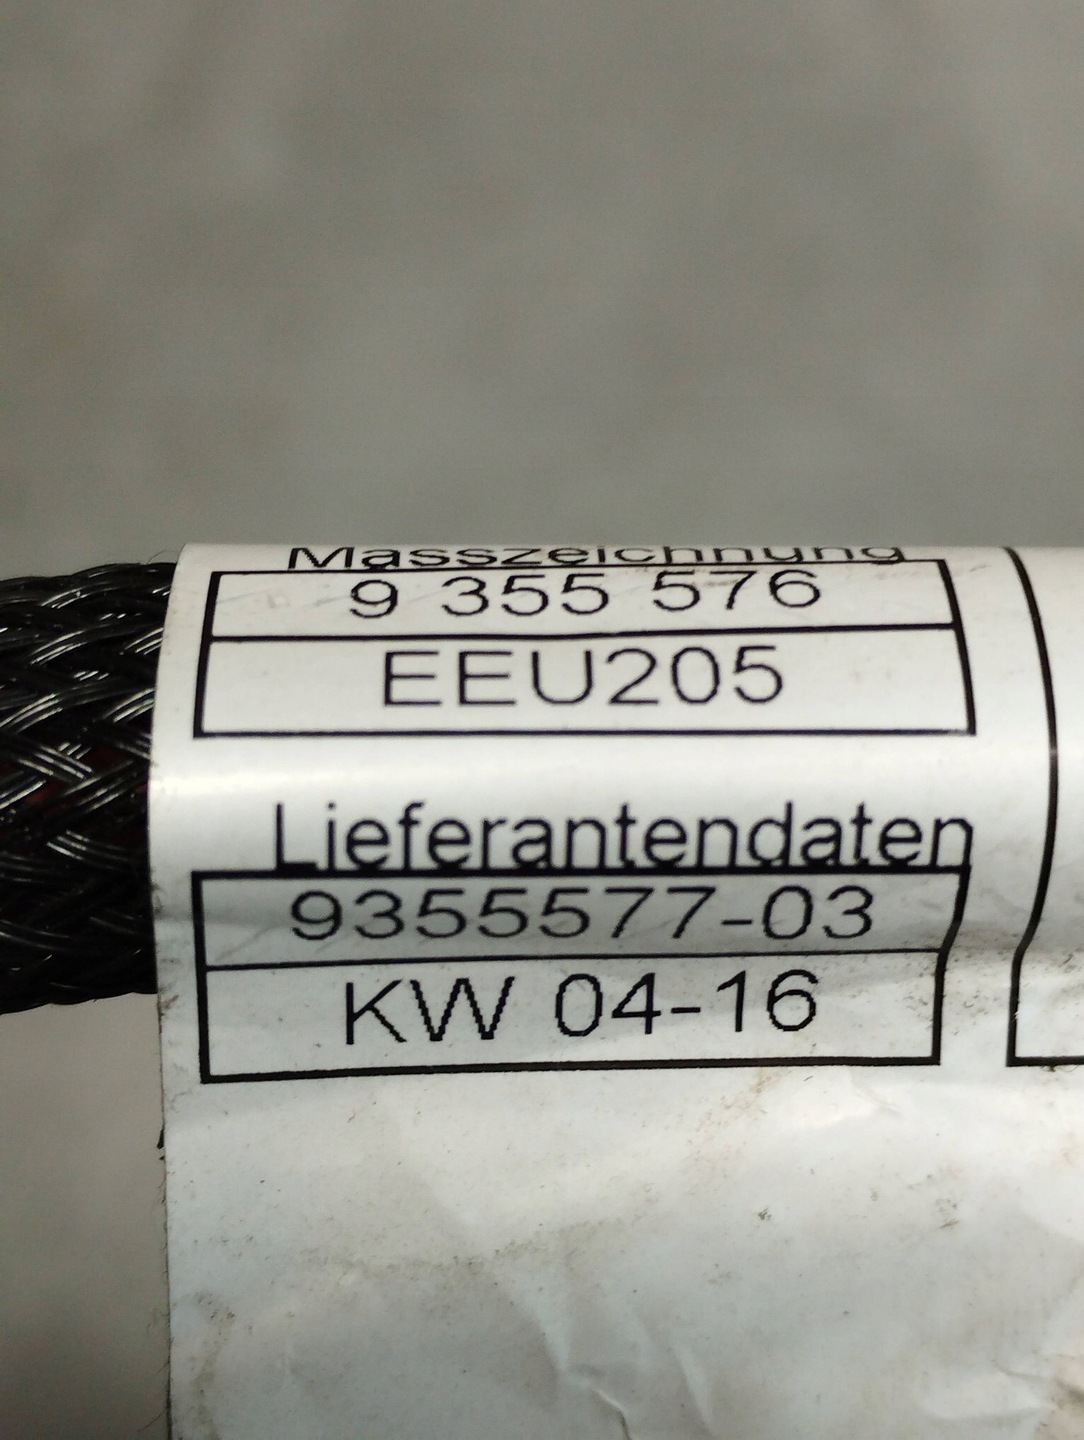 Masszeichnung
9 355 576
EEU205
Lieferantendaten
9355577-03
KW 04-16